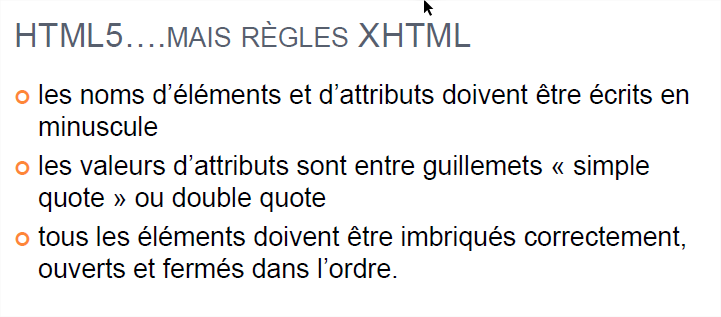 HTML5….MAIS RÈGLES XHTML
les noms d’éléments et d’attributs doivent être écrits en
minuscule
les valeurs d’attributs sont entre guillemets « simple
quote » ou double quote
tous les éléments doivent être imbriqués correctement,
ouverts et fermés dans l’ordre.